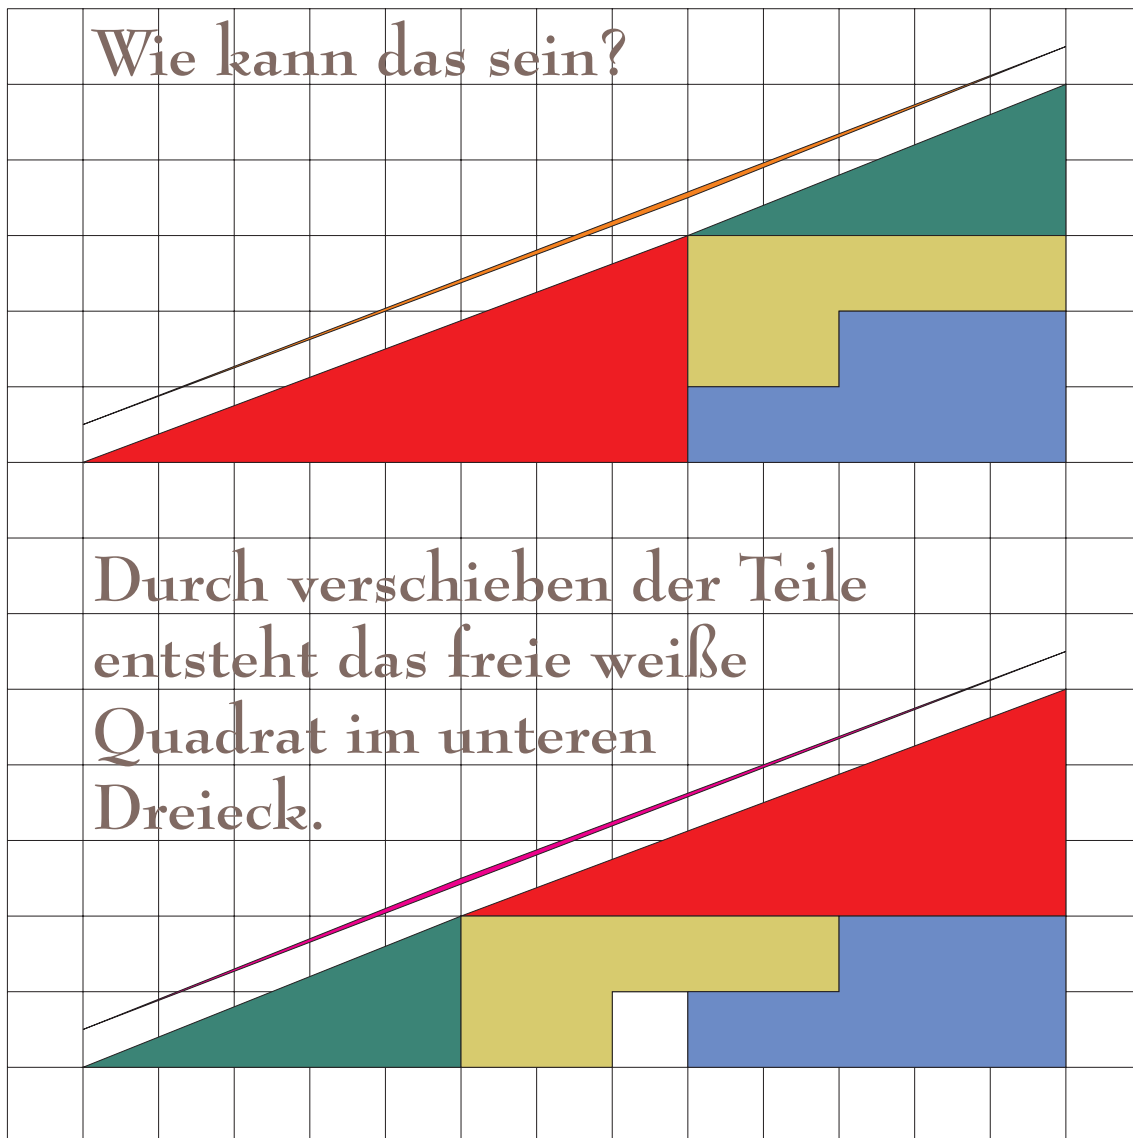 Wie kann das sein?
Durch verschieben der Teile
entsteht das freie weiße
Quadrat im unteren
Dreieck.